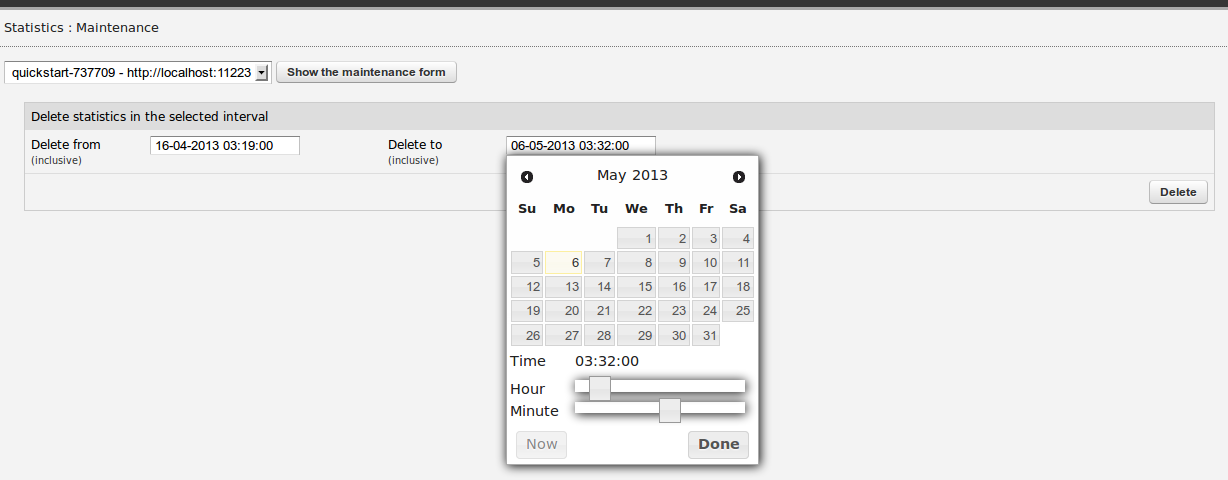 Statistics : Maintenance
quickstart-737709 - http://localhost:11223 Show the maintenance form
Delete statistics in the selected interval
Delete from 16-04-2013 03:19:00 Delete to 06-05-2013 03:32:00
(inclusive) (inclusive)
May 2013
Delete
Su Mo Tu We Th Fr Sa
1 2 3 4
5 6 7 8 9 10 11
12 13 14 15 16 17 18
19 20 21 22 23 24 25
26 27 28 29 30 31
Time 03:32:00
Hour
Minute
Now Done